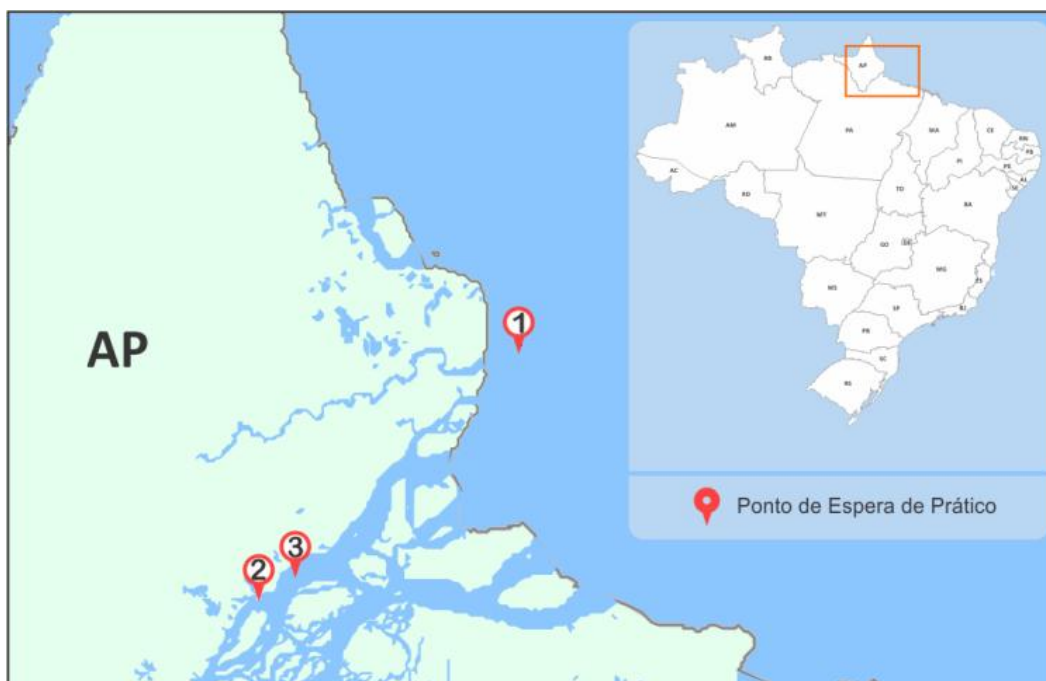 AP
1
2
3
RR
AP
AM
PA
MA
CE
RN
PB
PE
AL
SE
PI
AC
RO
TO
BA
MT
GO
DF
MG
ES
MS
SP
RJ
PR
SC
RS
Ponto de Espera de Prático